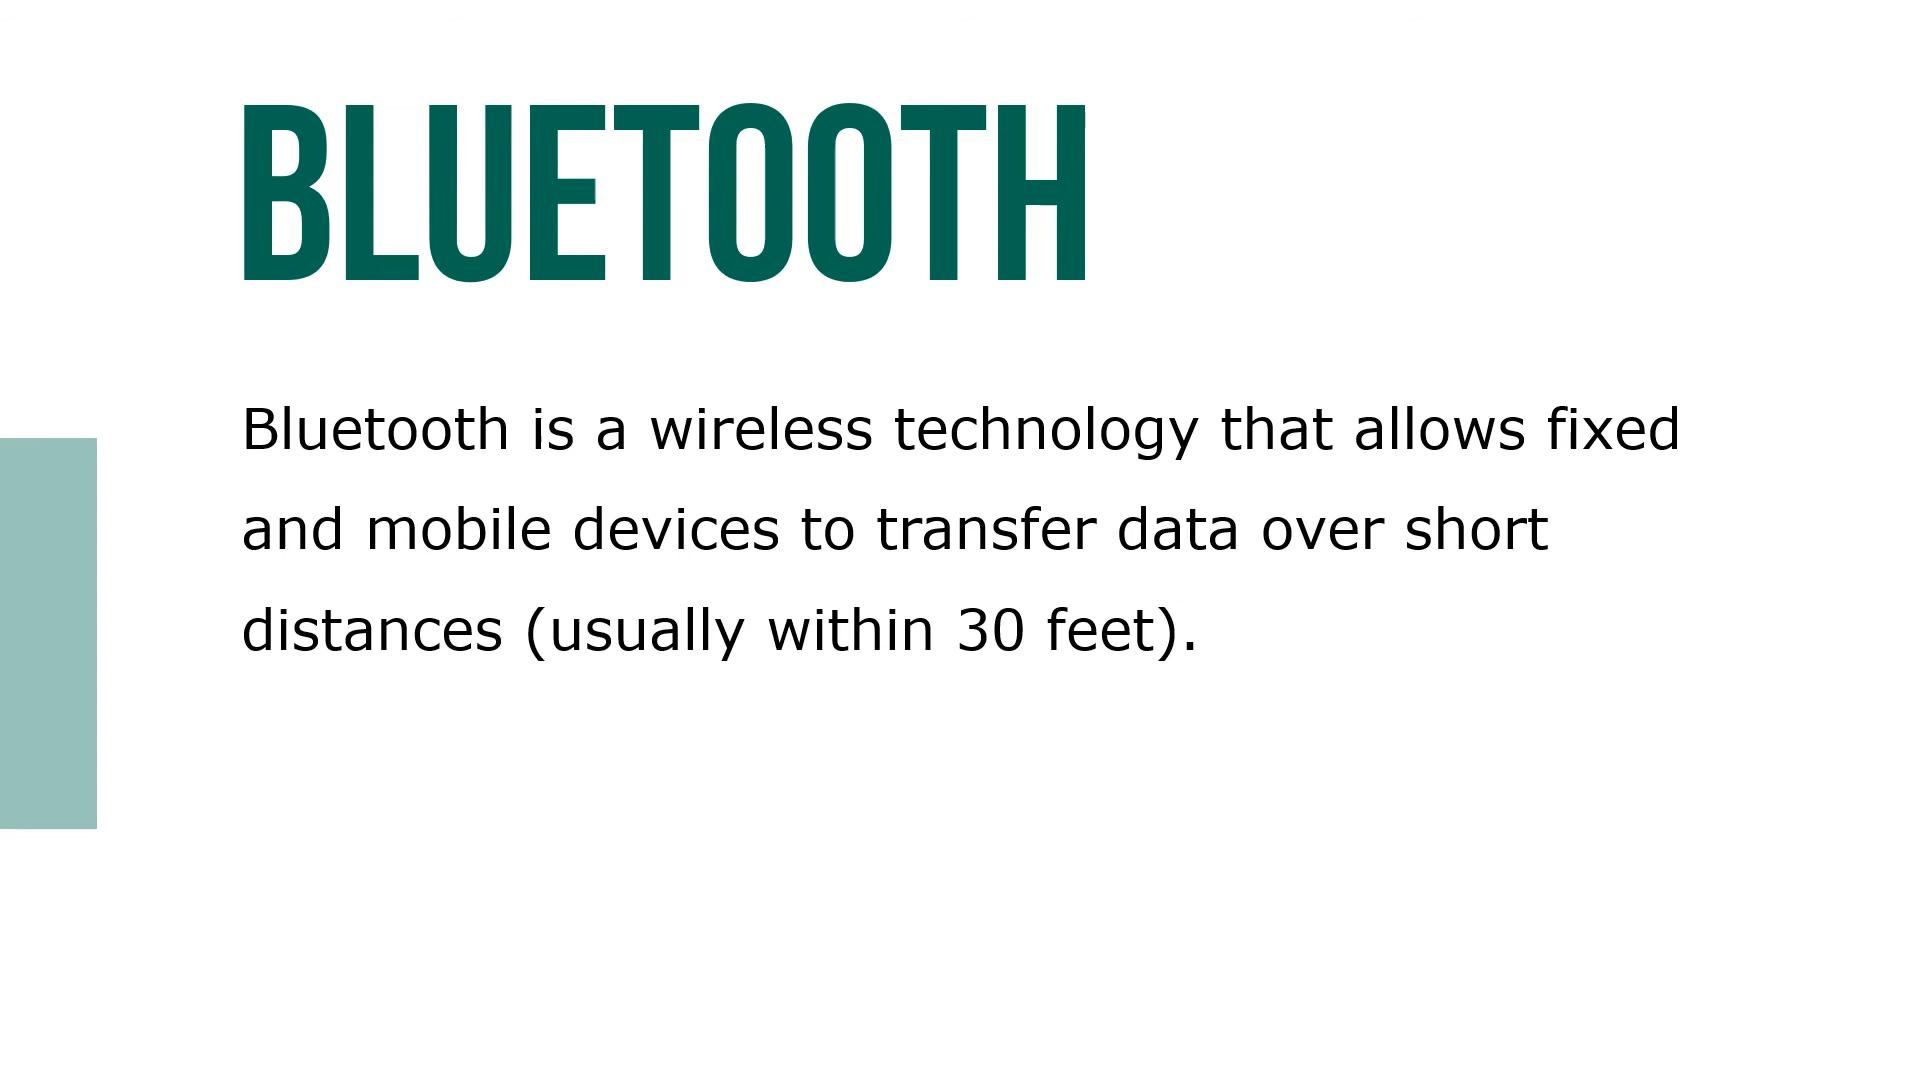 BLUETOOTH
Bluetooth is a wireless technology that allows fixed
and mobile devices to transfer data over short
distances (usually within 30 feet).